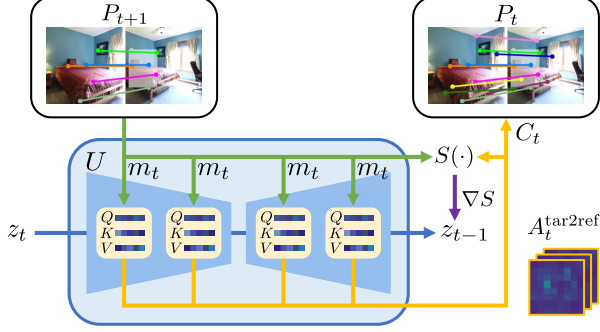 P_{t+1}
P_t
C_t
U
m_t m_t m_t m_t
S(·)
∇S
Q Q Q Q
K K K K
V V V V
z_t
z_{t−1}
A_t^{tar2ref}